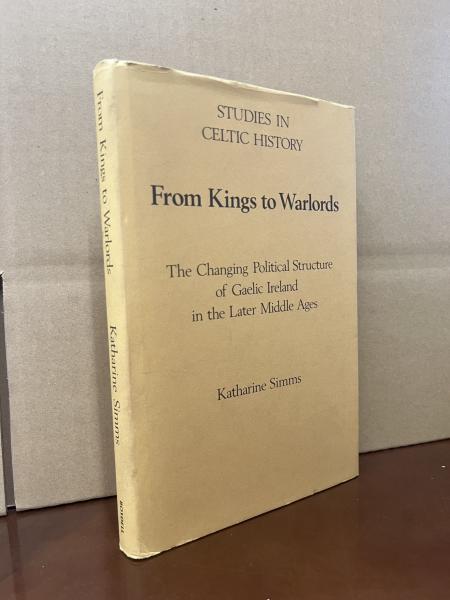 STUDIES IN
CELTIC HISTORY
From Kings to Warlords
The Changing Political Structure
of Gaelic Ireland
in the Later Middle Ages
Katharine Simms
From Kings to Warlords
Katharine Simms
BOYDELL